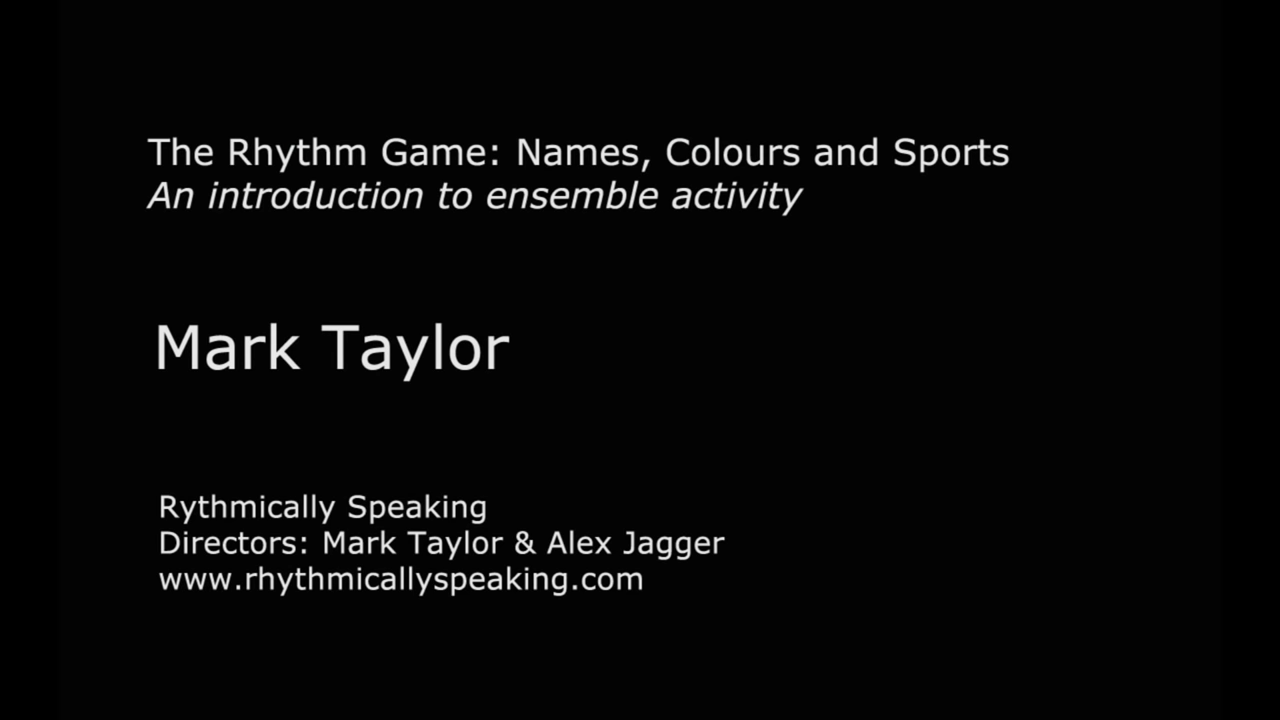 The Rhythm Game: Names, Colours and Sports
An introduction to ensemble activity
Mark Taylor
Rythmically Speaking
Directors: Mark Taylor & Alex Jagger
www.rhythmicallyspeaking.com